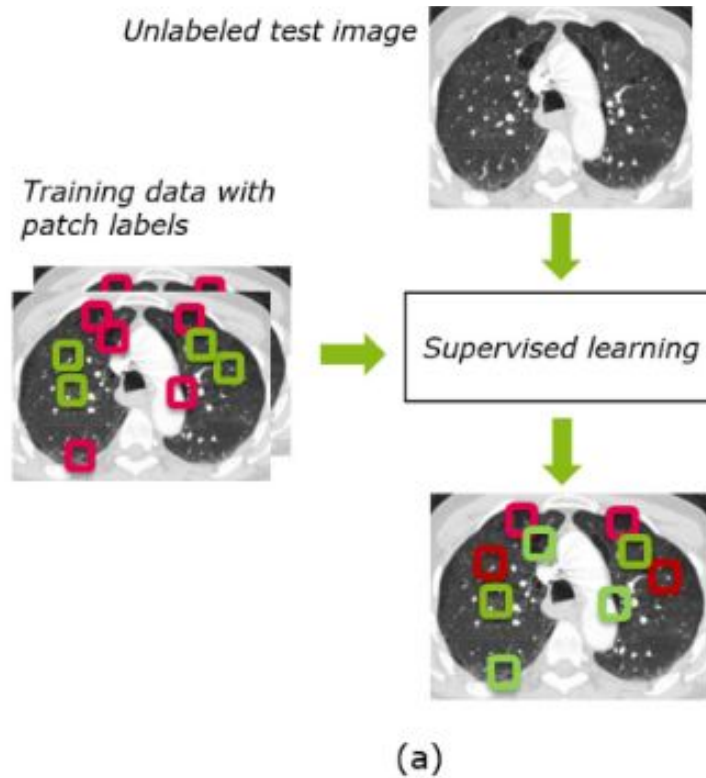 Unlabeled test image
Training data with
patch labels
Supervised learning
(a)